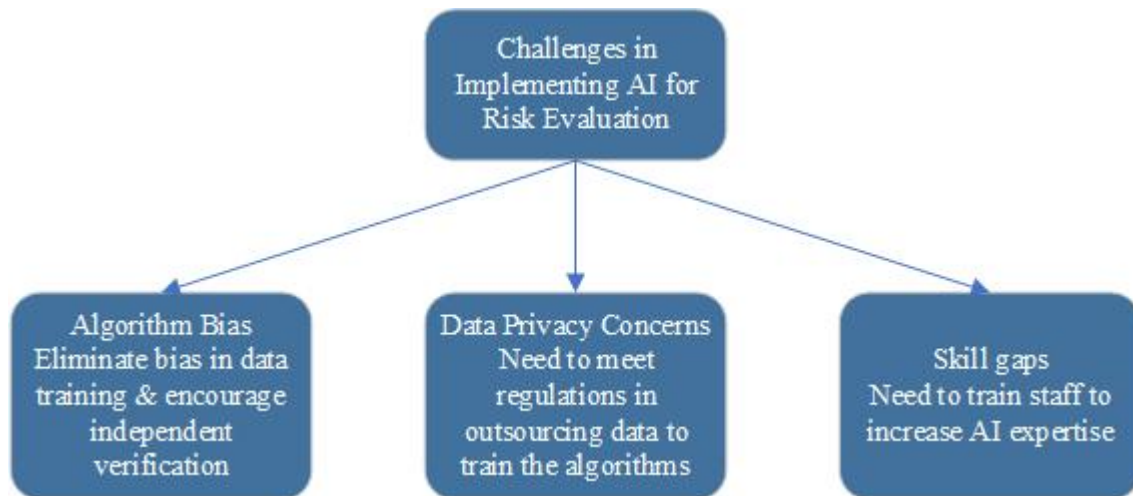 Challenges in
Implementing AI for
Risk Evaluation
Algorithm Bias
Eliminate bias in data
training & encourage
independent
verification
Data Privacy Concerns
Need to meet
regulations in
outsourcing data to
train the algorithms
Skill gaps
Need to train staff to
increase AI expertise